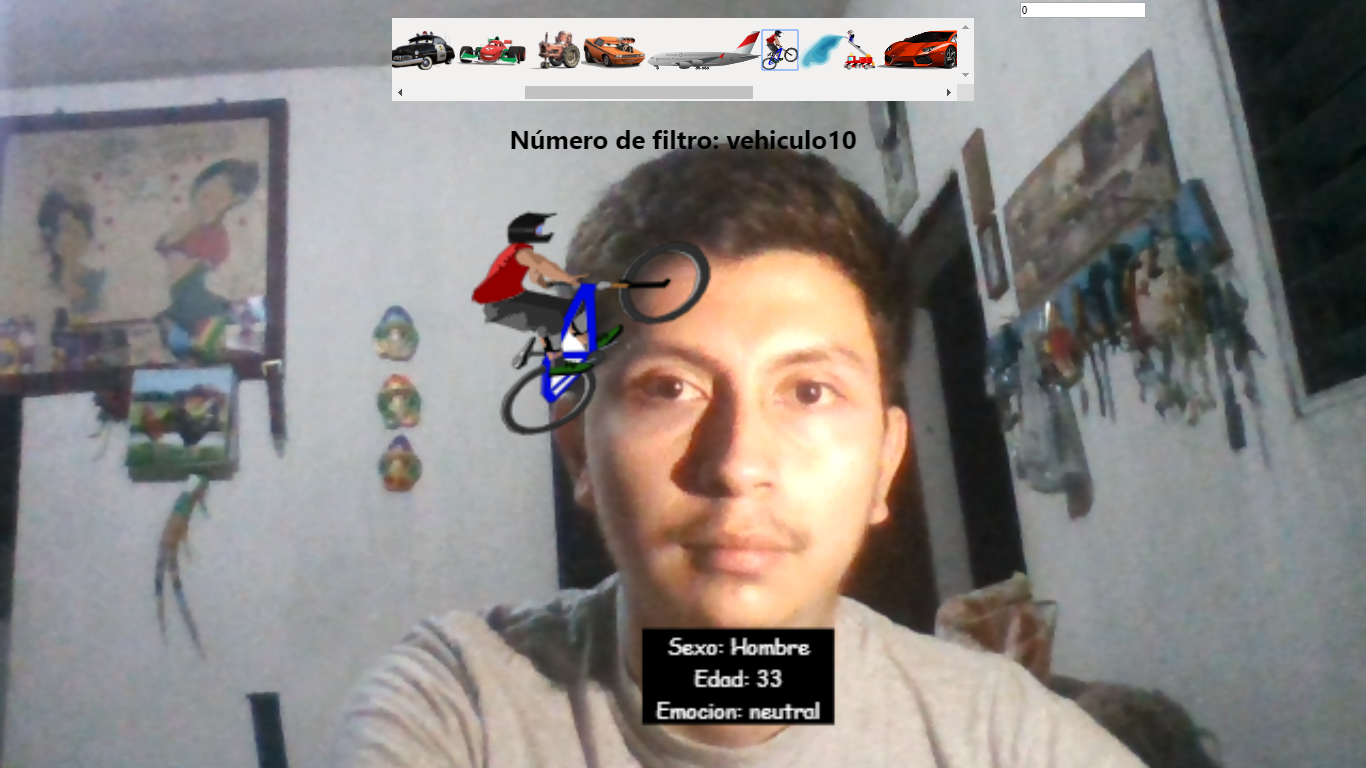 0
Número de filtro: vehiculo10
Sexo: Hombre
Edad: 33
Emocion: neutral